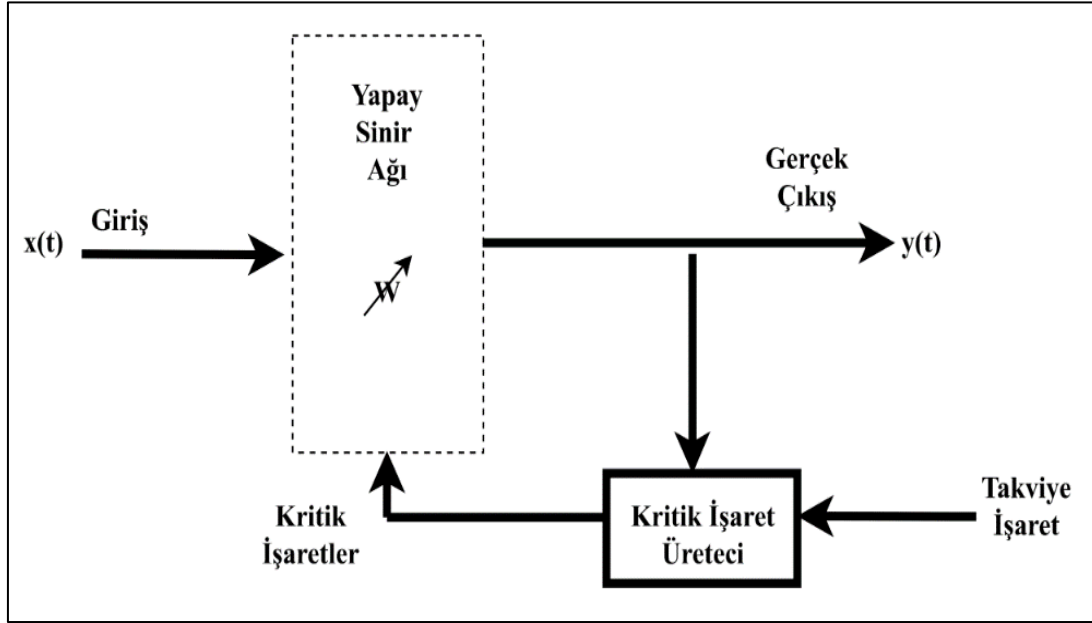 Yapay
Sinir
Ağı
Gerçek
Çıkış
Giriş
x(t)
y(t)
W
Kritik
İşaretler
Kritik İşaret
Üreteci
Takviye
İşaret